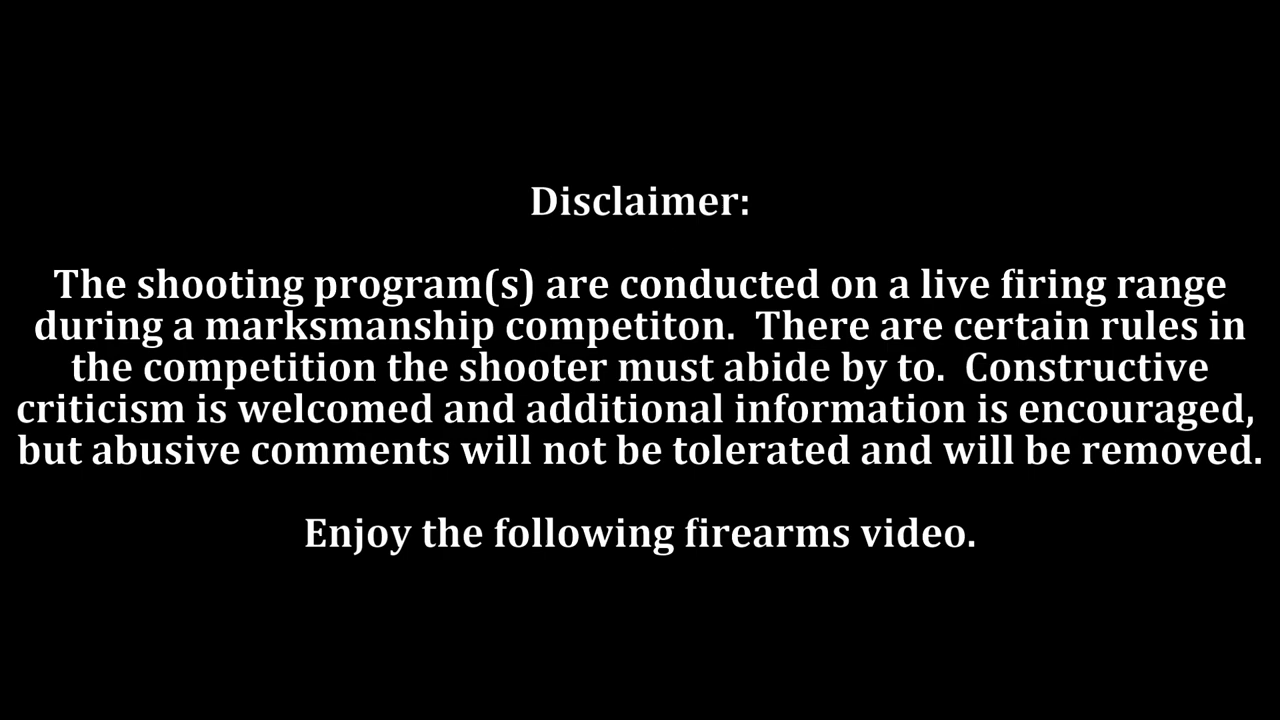 Disclaimer:
The shooting program(s) are conducted on a live firing range
during a marksmanship competiton.  There are certain rules in
the competition the shooter must abide by to.  Constructive
criticism is welcomed and additional information is encouraged,
but abusive comments will not be tolerated and will be removed.
Enjoy the following firearms video.